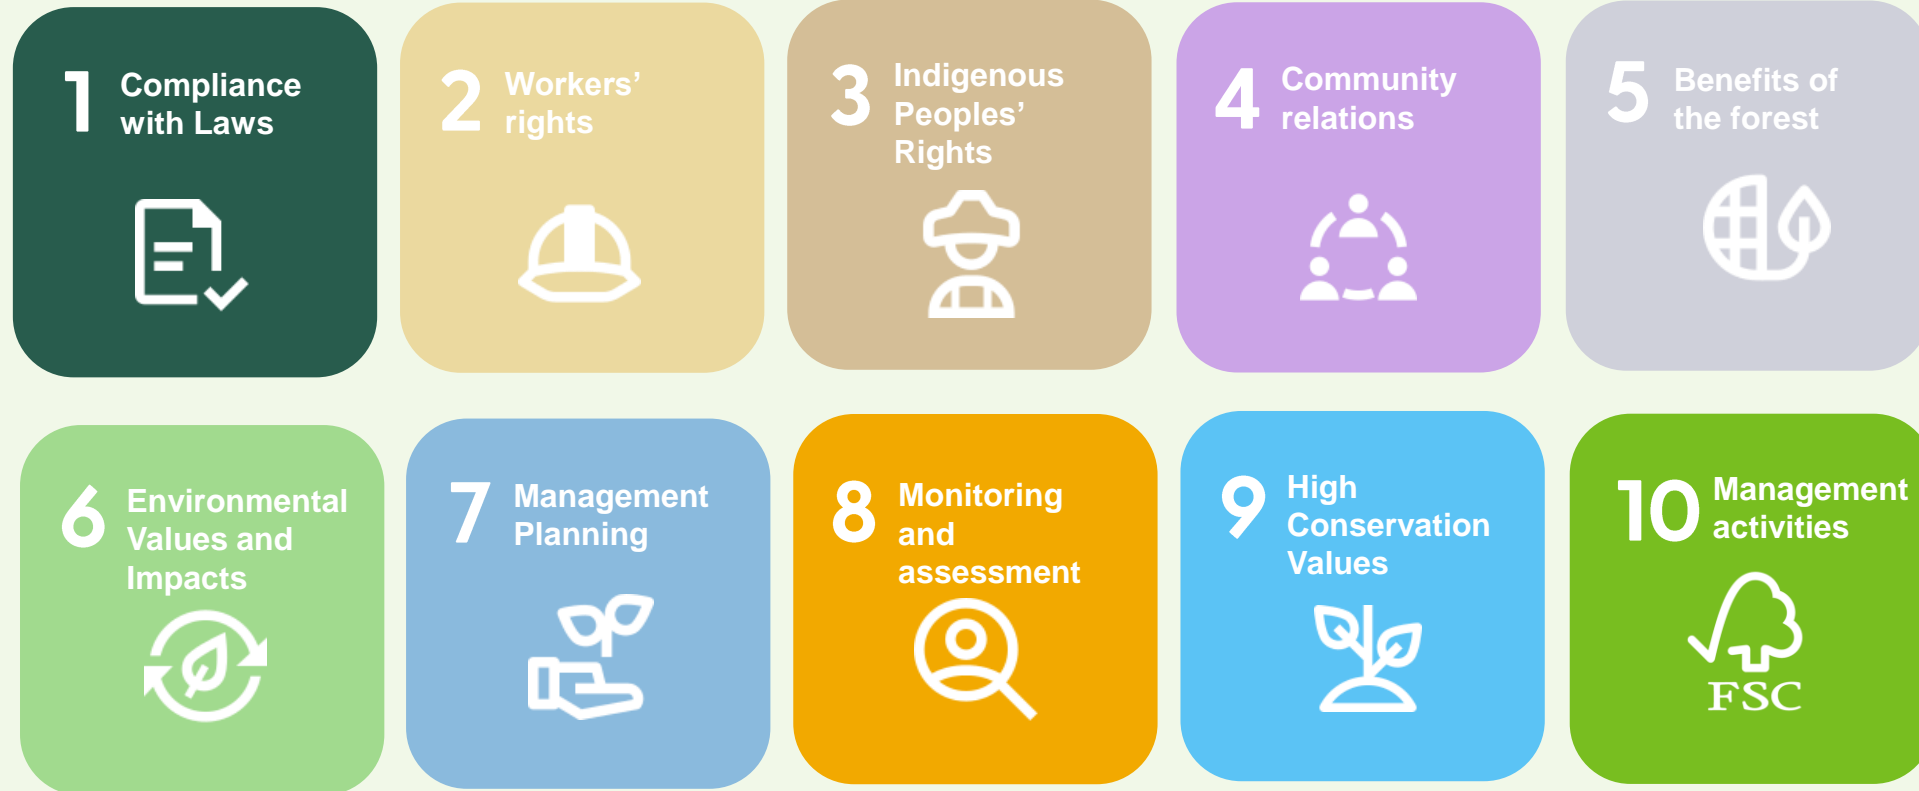 1 Compliance
with Laws
2 Workers’
rights
3 Indigenous
Peoples’
Rights
4 Community
relations
5 Benefits of
the forest
6 Environmental
Values and
Impacts
7 Management
Planning
8 Monitoring
and
assessment
9 High
Conservation
Values
10 Management
activities
FSC